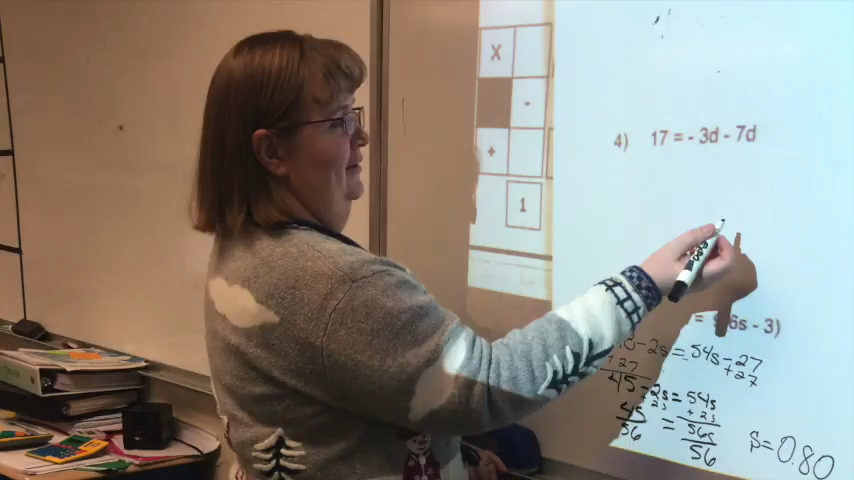 X
-
+
1
4) 17 = - 3d - 7d
= 6s - 3)
- 2s = 54s - 27
+ 27 + 27
45 - 2s = 54s
+ 2s + 2s
45 = 56s
56 56
S = 0.80